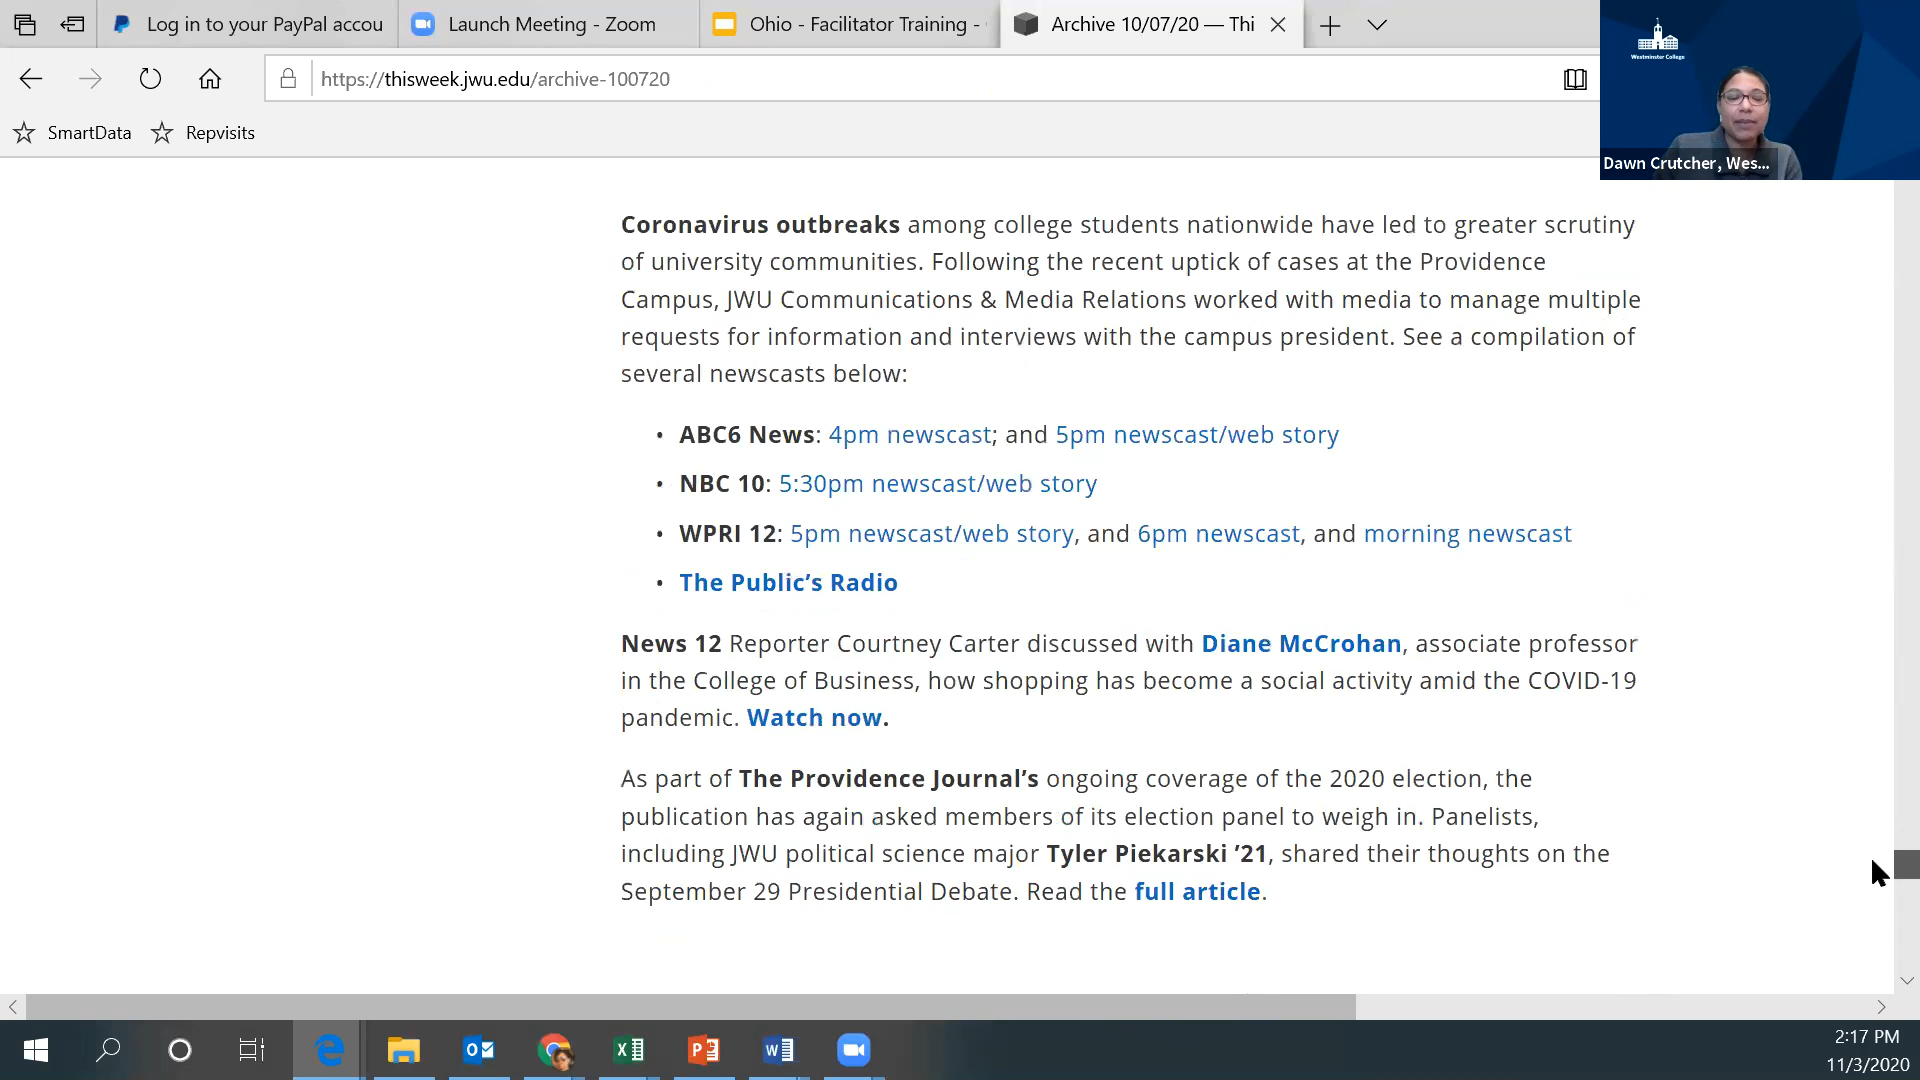 Log in to your PayPal accou
Launch Meeting - Zoom
Ohio - Facilitator Training -
Archive 10/07/20 — Thi
https://thisweek.jwu.edu/archive-100720
SmartData
Repvisits
Westminster College
Dawn Crutcher, Wes...
Coronavirus outbreaks among college students nationwide have led to greater scrutiny
of university communities. Following the recent uptick of cases at the Providence
Campus, JWU Communications & Media Relations worked with media to manage multiple
requests for information and interviews with the campus president. See a compilation of
several newscasts below:
• ABC6 News: 4pm newscast; and 5pm newscast/web story
• NBC 10: 5:30pm newscast/web story
• WPRI 12: 5pm newscast/web story, and 6pm newscast, and morning newscast
• The Public’s Radio
News 12 Reporter Courtney Carter discussed with Diane McCrohan, associate professor
in the College of Business, how shopping has become a social activity amid the COVID-19
pandemic. Watch now.
As part of The Providence Journal’s ongoing coverage of the 2020 election, the
publication has again asked members of its election panel to weigh in. Panelists,
including JWU political science major Tyler Piekarski ’21, shared their thoughts on the
September 29 Presidential Debate. Read the full article.
2:17 PM
11/3/2020